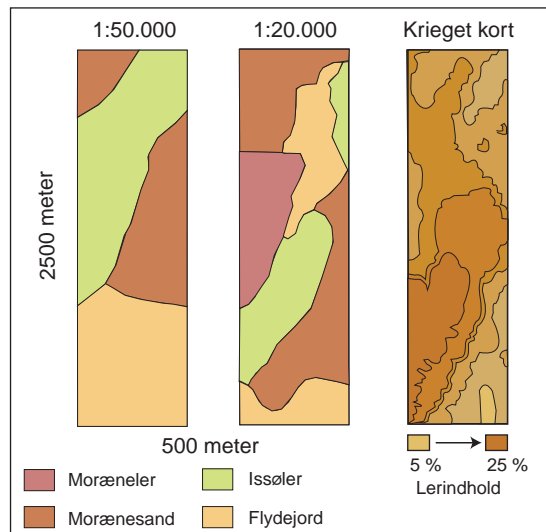 1:50.000
1:20.000
Krieget kort
2500 meter
500 meter
Moræneler
Issøler
Morænesand
Flydejord
5 %
25 %
Lerindhold